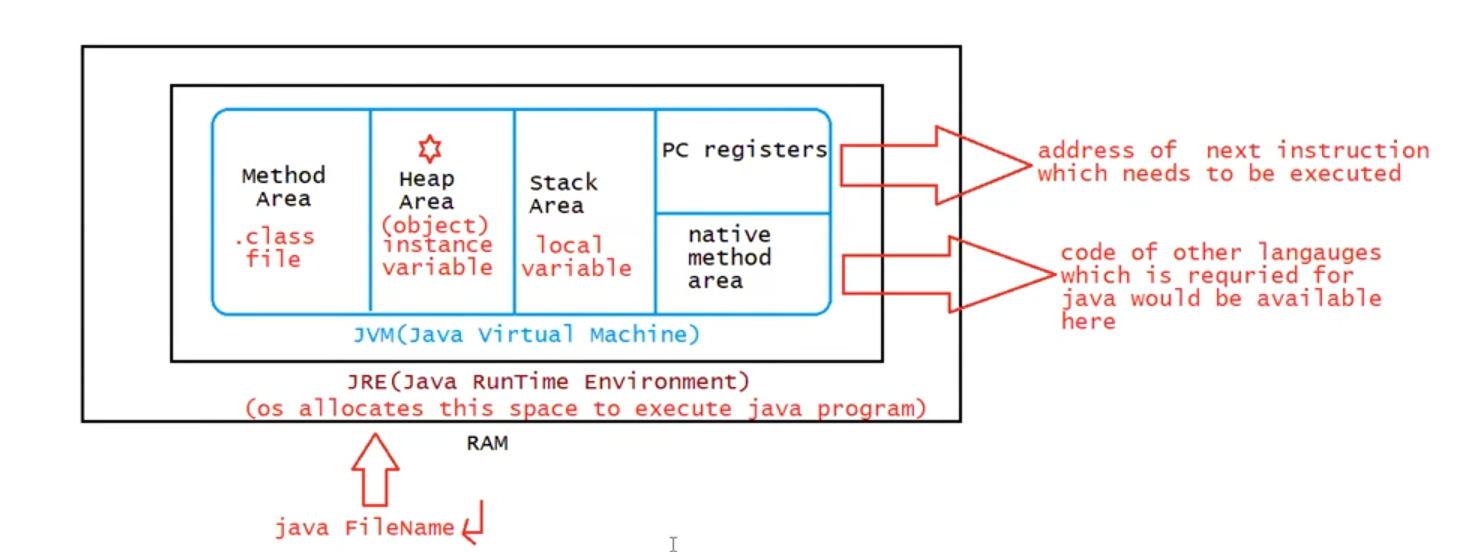 Method
Area
.class
file
Heap
Area
(object)
instance
variable
Stack
Area
local
variable
PC registers
native
method
area
address of next instruction
which needs to be executed
code of other langauges
which is requried for
java would be available
here
JVM(Java Virtual Machine)
JRE(Java RunTime Environment)
(os allocates this space to execute java program)
RAM
java FileName